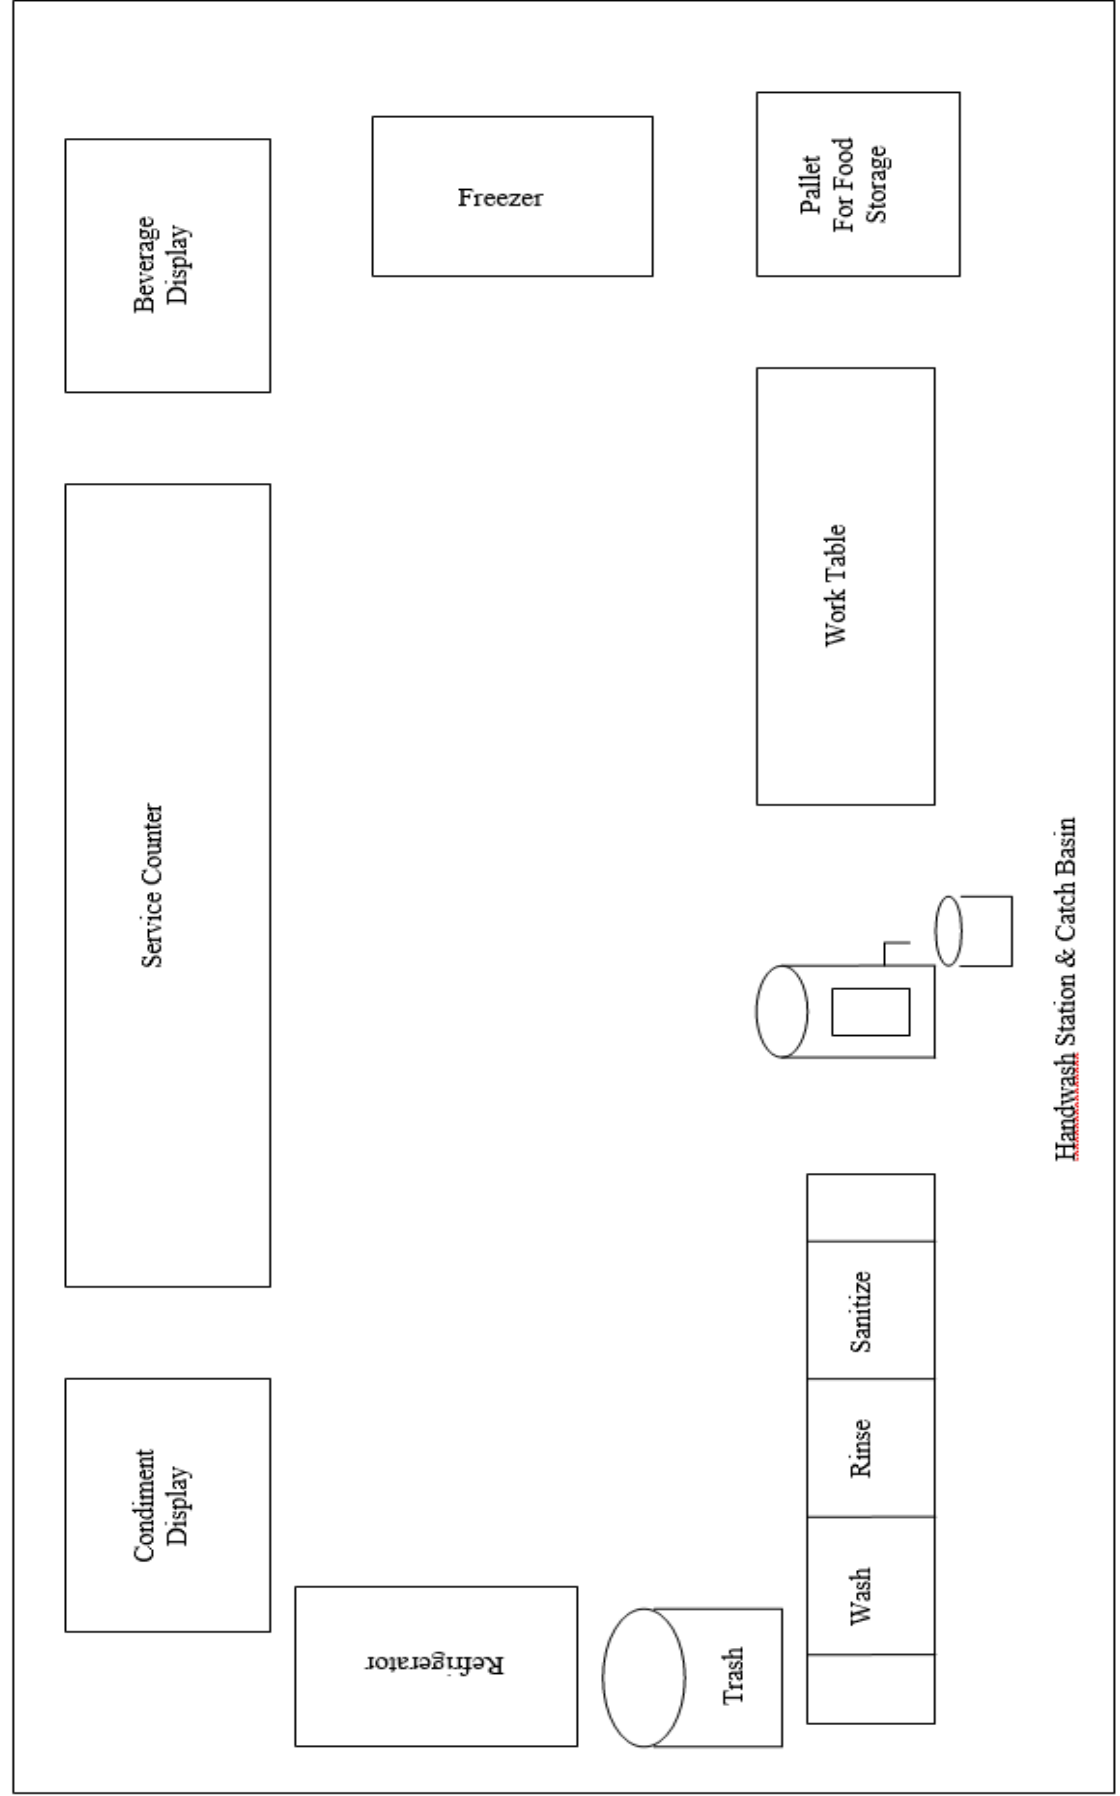 Condiment
Display
Service Counter
Beverage
Display
Refrigerator
Freezer
Trash
Wash
Rinse
Sanitize
Work Table
Pallet
For Food
Storage
Handwash Station & Catch Basin